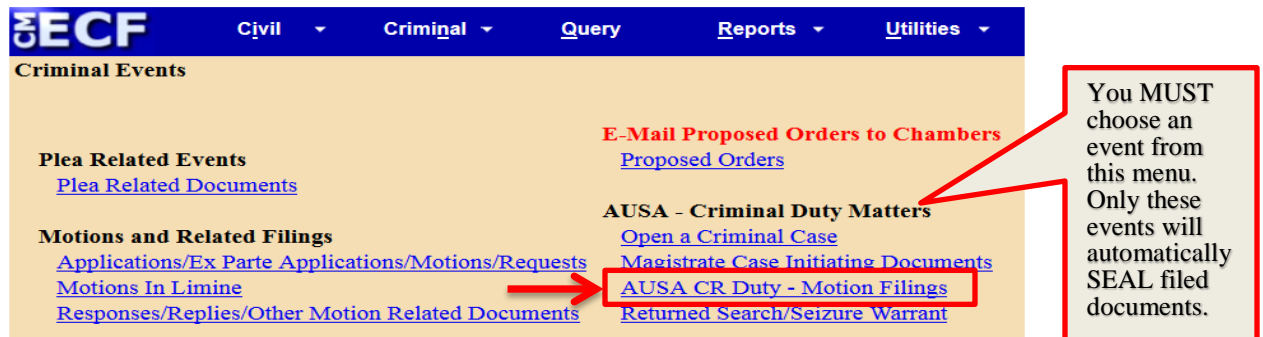 CM ECF Civil Criminal Query Reports Utilities
Criminal Events
Plea Related Events
Plea Related Documents
Motions and Related Filings
Applications/Ex Parte Applications/Motions/Requests
Motions In Limine
Responses/Replies/Other Motion Related Documents
E-Mail Proposed Orders to Chambers
Proposed Orders
AUSA - Criminal Duty Matters
Open a Criminal Case
Magistrate Case Initiating Documents
AUSA CR Duty - Motion Filings
Returned Search/Seizure Warrant
You MUST
choose an
event from
this menu.
Only these
events will
automatically
SEAL filed
documents.